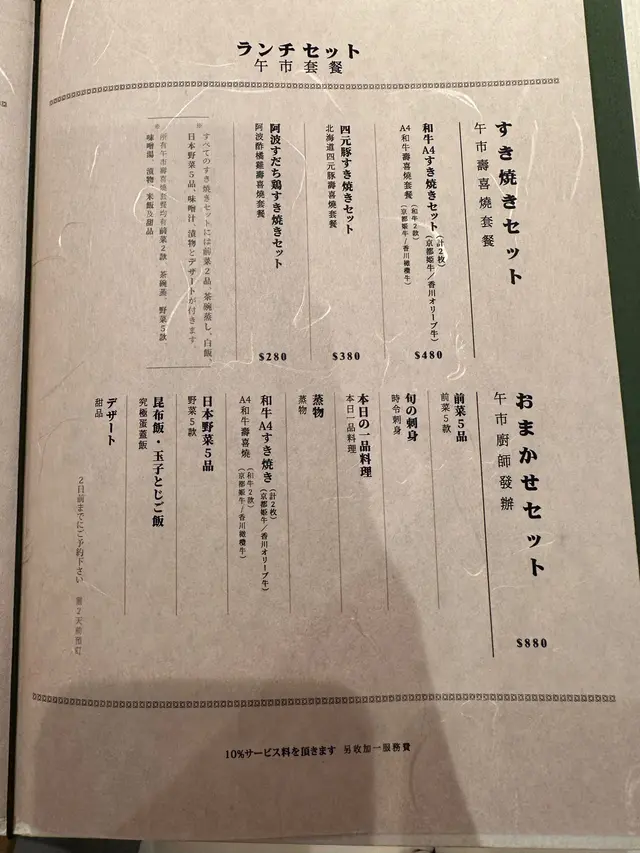 ランチセット
午市套餐
すき焼きセット
午市壽喜燒套餐
和牛A4すき焼きセット(計2枚)(京都姫牛/香川オリーブ牛)
A4和牛壽喜燒套餐(和牛2款)(京都姬牛/香川橄欖牛)
$480
四元豚すき焼きセット
北海道四元豚壽喜燒套餐
$380
阿波すだち鶏すき焼きセット
阿波酢橘雞壽喜燒套餐
$280
※すべてのすき焼きセットには前菜2品、茶碗蒸し、白飯、
日本野菜5品、味噌汁、漬物とデザートが付きます。
※所有午市壽喜燒套餐均有前菜2款、茶碗蒸、野菜5款、
味噌湯、漬物、米飯及甜品
おまかせセット
午市廚師發辦
$880
前菜5品
前菜5款
旬の刺身
時令刺身
本日の一品料理
本日一品料理
蒸物
蒸物
和牛A4すき焼き(計2枚)(京都姫牛/香川オリーブ牛)
A4和牛壽喜燒(和牛2款)(京都姬牛/香川橄欖牛)
日本野菜5品
野菜5款
昆布飯・玉子とじご飯
究極蛋蓋飯
デザート
甜品
2日前までにご予約下さい 需2天前預訂
10%サービス料を頂きます 另收加一服務費